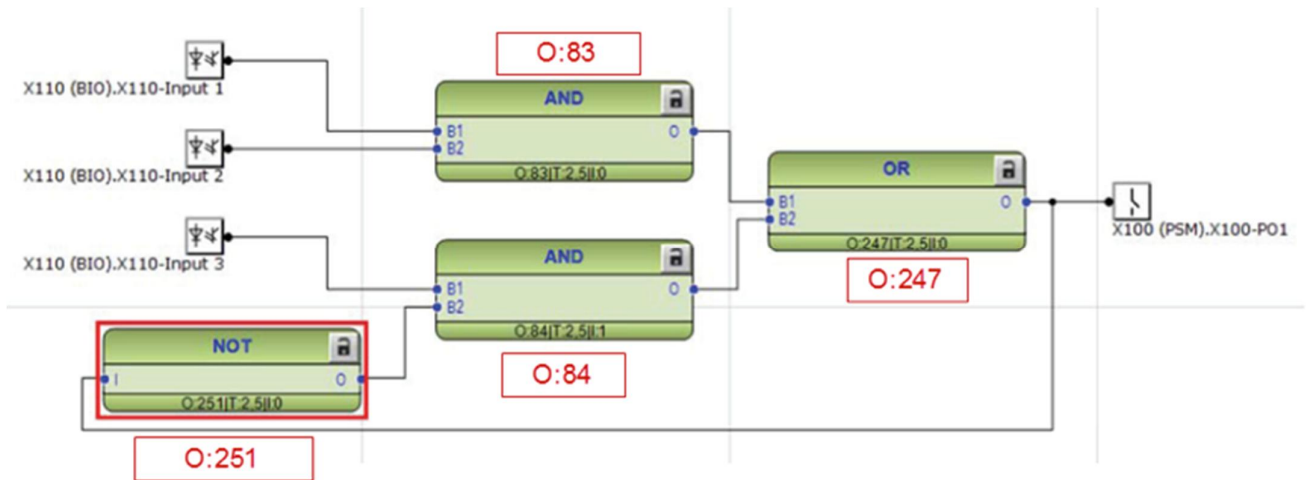 O:83
X110 (BIO).X110-Input 1
AND
B1 O
B2
O:83|T:2,5|I:0
X110 (BIO).X110-Input 2
OR
B1 O
B2
O:247|T:2,5|I:0
X100 (PSM).X100-PO1
O:247
X110 (BIO).X110-Input 3
AND
B1 O
B2
O:84|T:2,5|I:1
O:84
NOT
I O
O:251|T:2,5|I:0
O:251